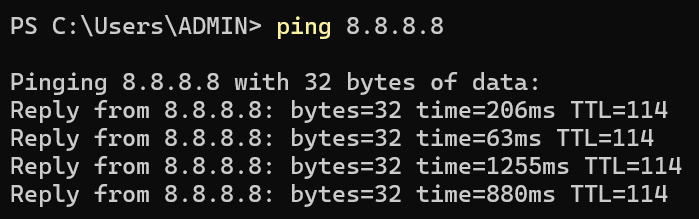 PS C:\Users\ADMIN> ping 8.8.8.8
Pinging 8.8.8.8 with 32 bytes of data:
Reply from 8.8.8.8: bytes=32 time=206ms TTL=114
Reply from 8.8.8.8: bytes=32 time=63ms TTL=114
Reply from 8.8.8.8: bytes=32 time=1255ms TTL=114
Reply from 8.8.8.8: bytes=32 time=880ms TTL=114